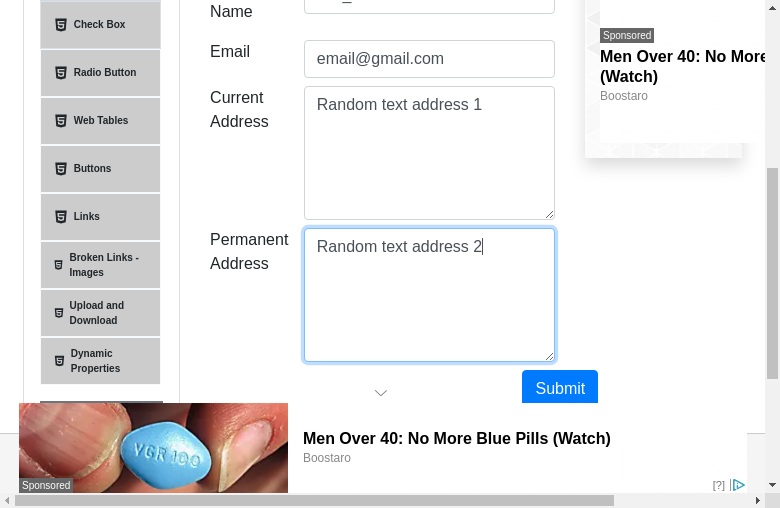 Name
Check Box
Email
email@gmail.com
Sponsored
Men Over 40: No More
(Watch)
Boostaro
Radio Button
Current
Address
Random text address 1
Web Tables
Buttons
Links
Permanent
Address
Random text address 2
Broken Links -
Images
Upload and
Download
Dynamic
Properties
Submit
VGR 100
Sponsored
Men Over 40: No More Blue Pills (Watch)
Boostaro
[?]